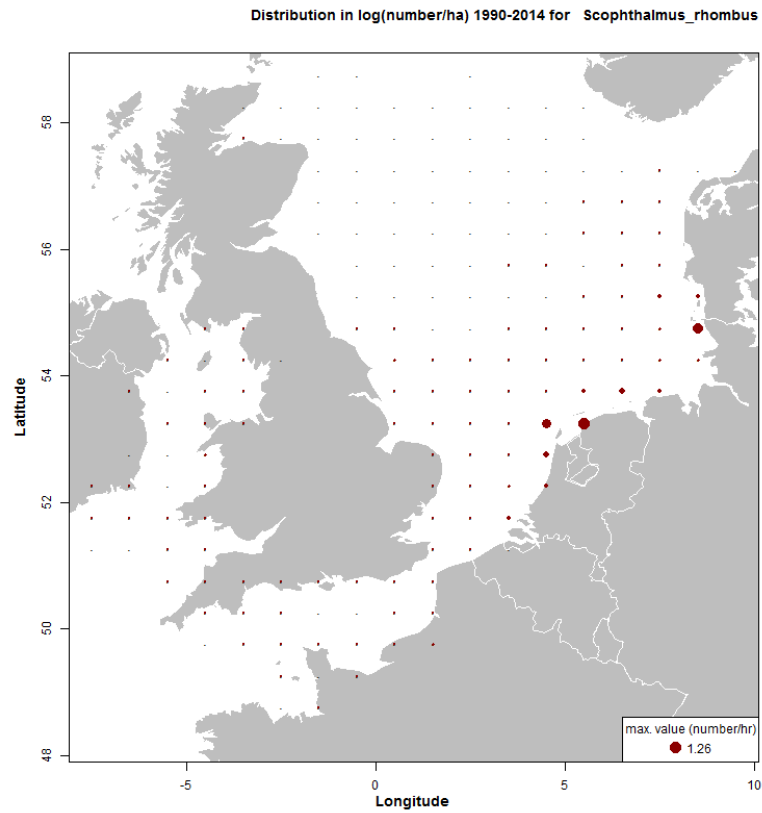 Distribution in log(number/ha) 1990-2014 for Scophthalmus_rhombus
58
56
54
52
50
48
Latitude
-5
0
5
10
Longitude
max. value (number/hr)
1.26